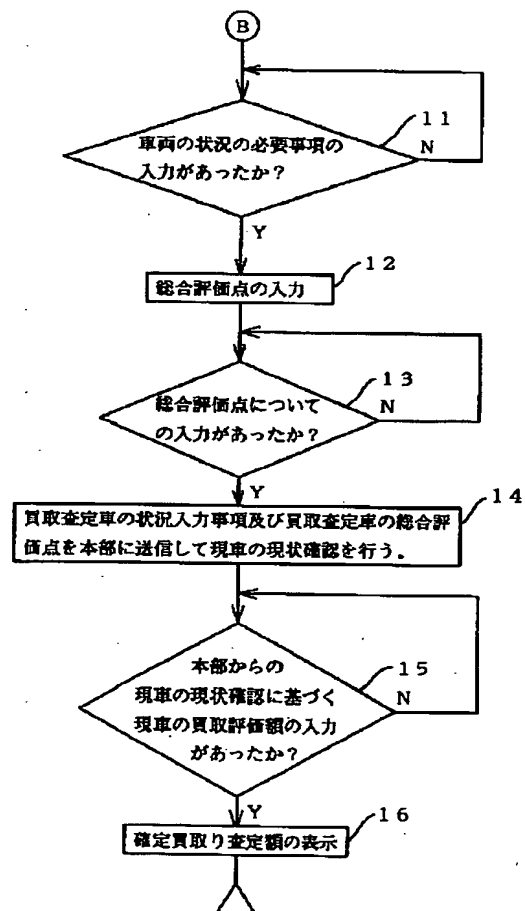 B
11
車両の状況の必要事項の
入力があったか？
N
Y
12
総合評価点の入力
13
総合評価点について
の入力があったか？
N
Y
14
買取査定車の状況入力事項及び買取査定車の総合評
価点を本部に送信して現車の現状確認を行う。
本部からの
15
現車の現状確認に基づく
現車の買取評価額の入力
があったか？
N
Y
16
確定買取り査定額の表示